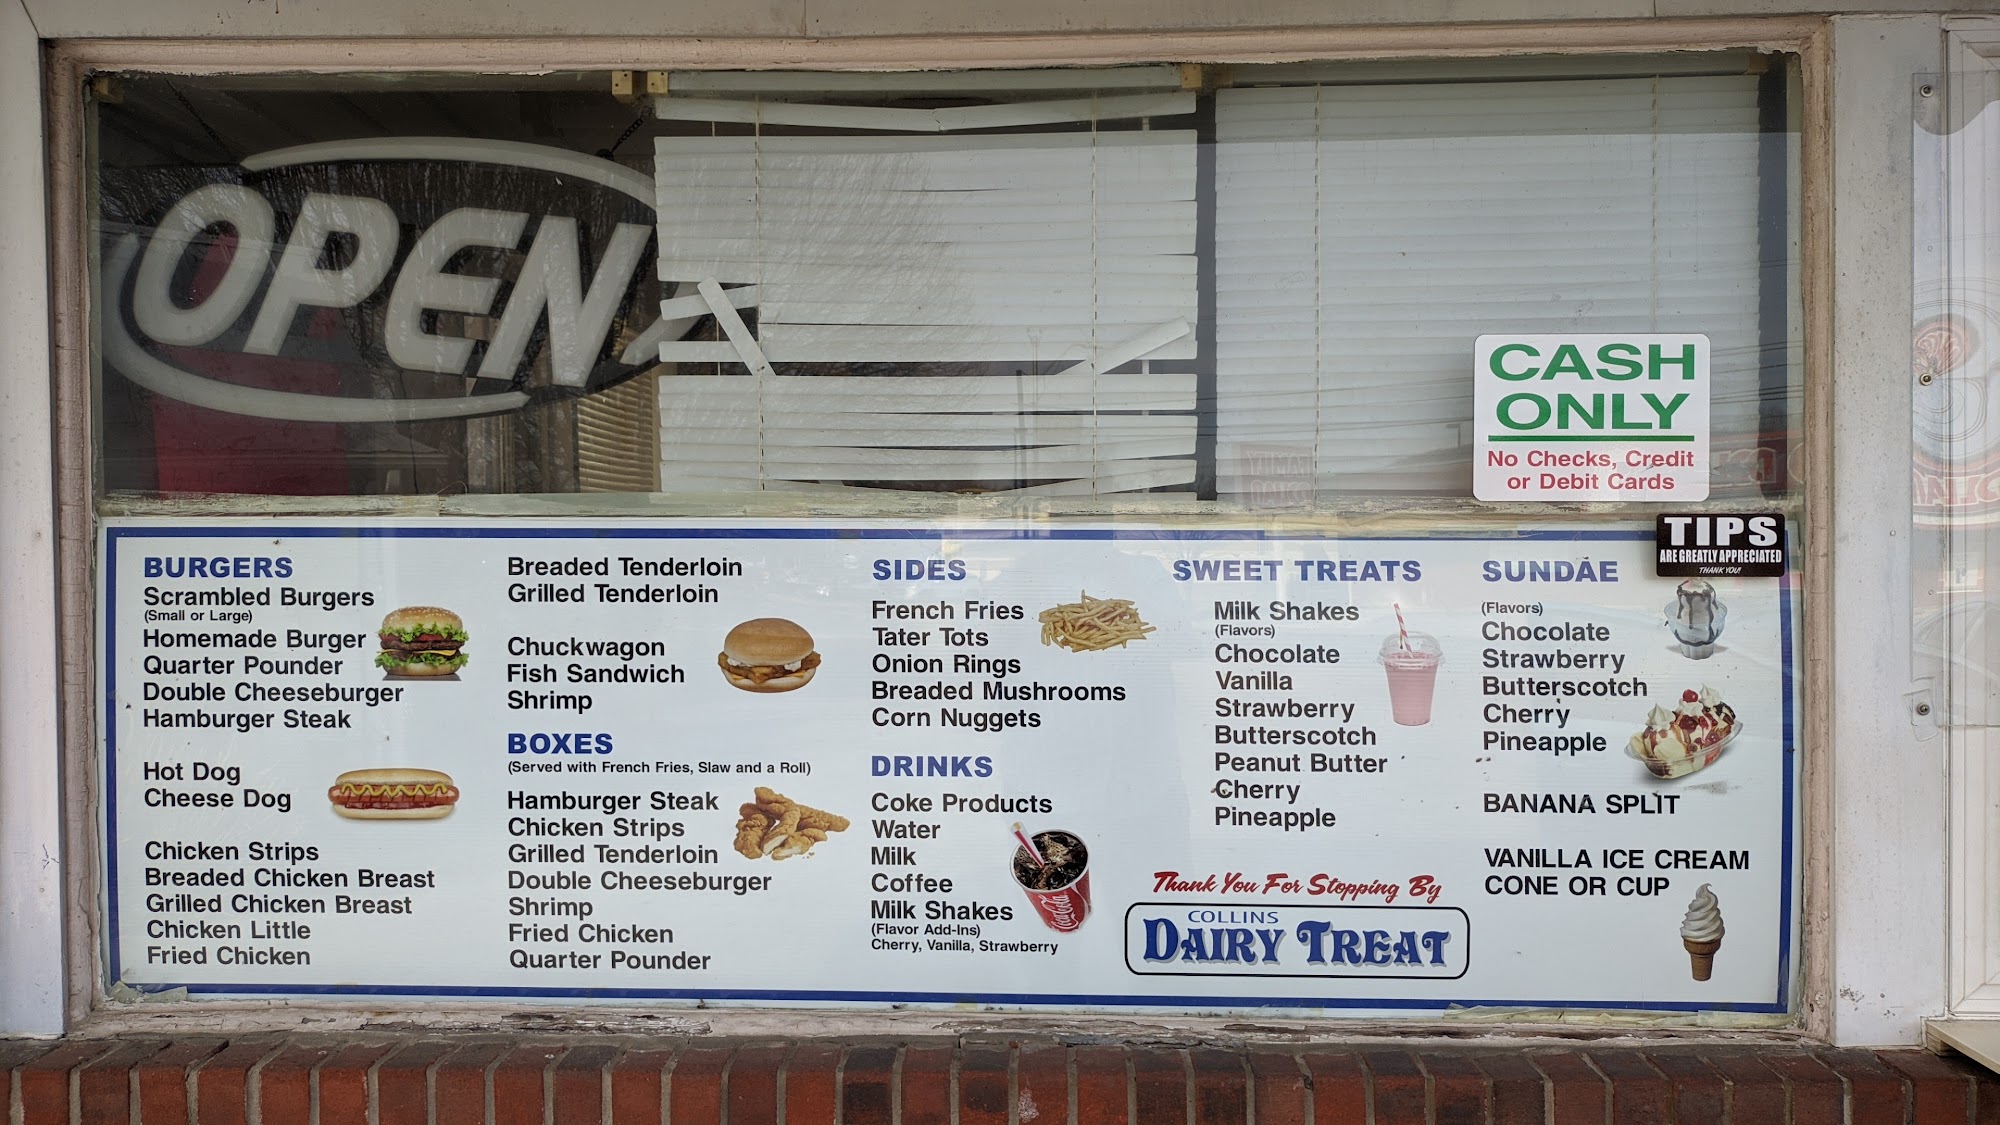 OPEN
CASH
ONLY
No Checks, Credit
or Debit Cards
TIPS
ARE GREATLY APPRECIATED
THANK YOU!
BURGERS
Scrambled Burgers
(Small or Large)
Homemade Burger
Quarter Pounder
Double Cheeseburger
Hamburger Steak
Hot Dog
Cheese Dog
Chicken Strips
Breaded Chicken Breast
Grilled Chicken Breast
Chicken Little
Fried Chicken
Breaded Tenderloin
Grilled Tenderloin
Chuckwagon
Fish Sandwich
Shrimp
BOXES
(Served with French Fries, Slaw and a Roll)
Hamburger Steak
Chicken Strips
Grilled Tenderloin
Double Cheeseburger
Shrimp
Fried Chicken
Quarter Pounder
SIDES
French Fries
Tater Tots
Onion Rings
Breaded Mushrooms
Corn Nuggets
DRINKS
Coke Products
Water
Milk
Coffee
Milk Shakes
(Flavor Add-Ins)
Cherry, Vanilla, Strawberry
Coca-Cola
SWEET TREATS
Milk Shakes
(Flavors)
Chocolate
Vanilla
Strawberry
Butterscotch
Peanut Butter
Cherry
Pineapple
Thank You For Stopping By
COLLINS
DAIRY TREAT
SUNDAE
(Flavors)
Chocolate
Strawberry
Butterscotch
Cherry
Pineapple
BANANA SPLIT
VANILLA ICE CREAM
CONE OR CUP